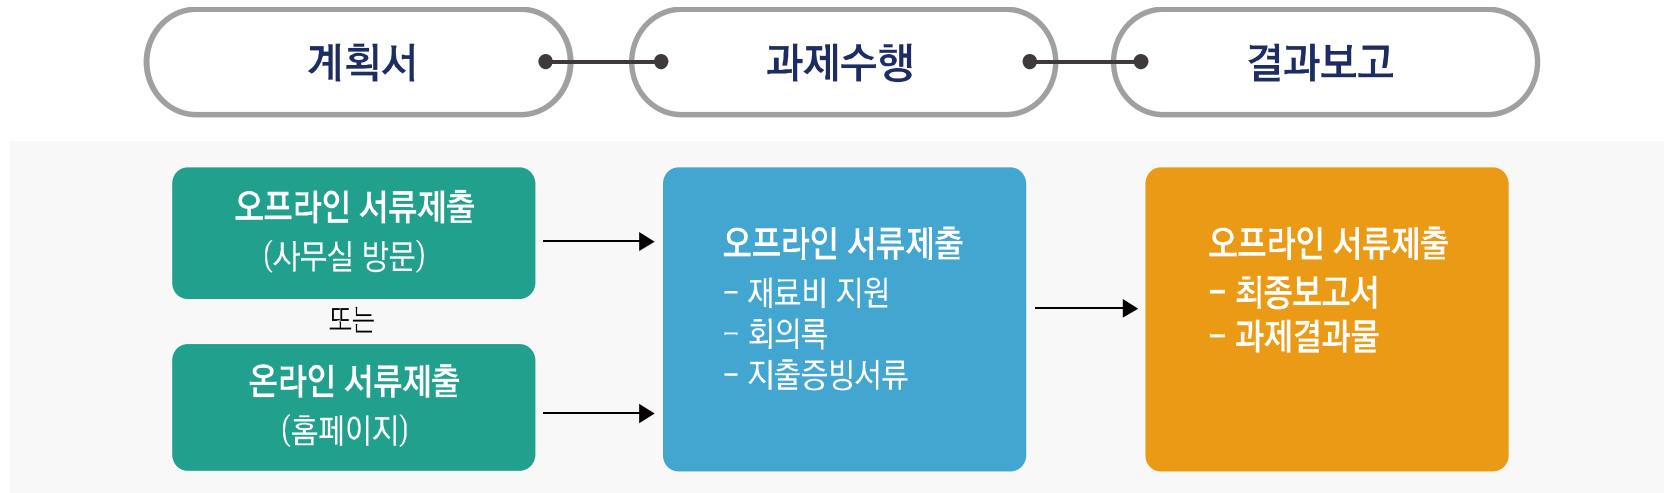 계획서
과제수행
결과보고
오프라인 서류제출
(사무실 방문)
또는
온라인 서류제출
(홈페이지)
오프라인 서류제출
- 재료비 지원
- 회의록
- 지출증빙서류
오프라인 서류제출
- 최종보고서
- 과제결과물